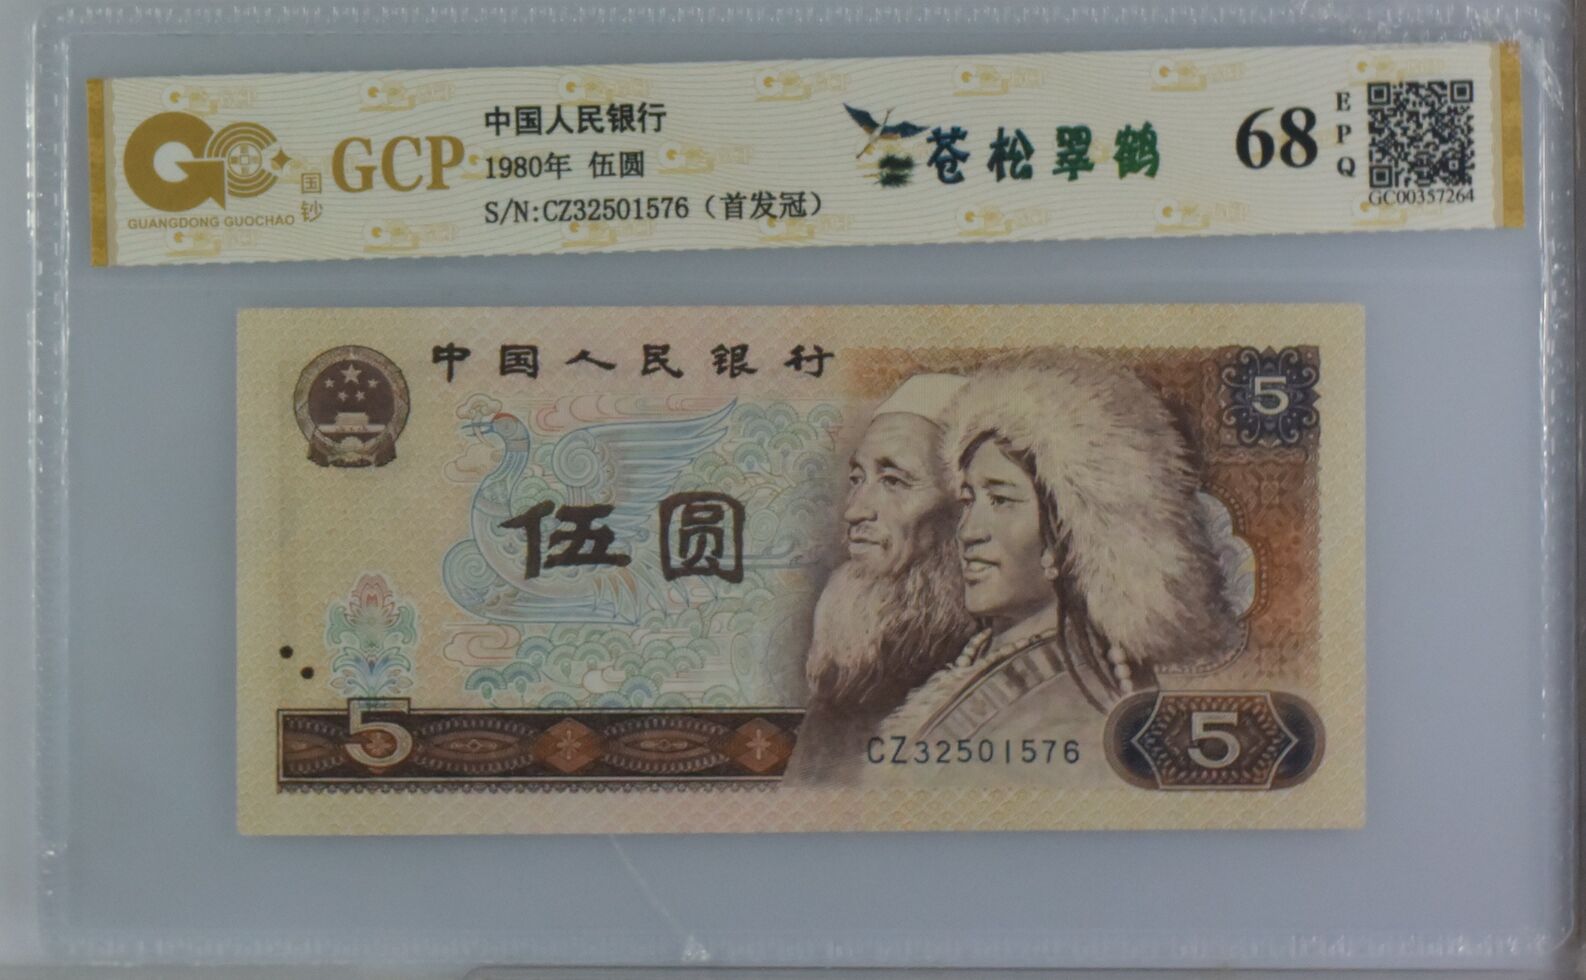 GCP
国钞
GUANGDONG GUOCHAO
中国人民银行
1980年 伍圆
S/N:CZ32501576（首发冠）
苍松翠鹤
68
EPQ
GC00357264
中国人民银行
5
伍圆
5
CZ32501576
5